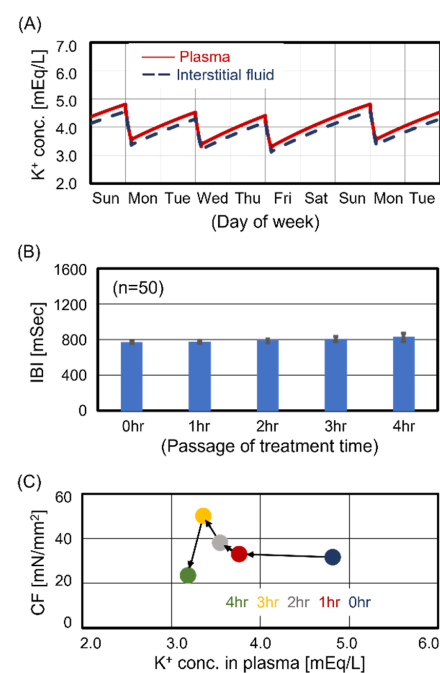 (A)
7.0
6.0
5.0
4.0
3.0
2.0
K⁺ conc. [mEq/L]
Plasma
Interstitial fluid
Sun Mon Tue Wed Thu Fri Sat Sun Mon Tue
(Day of week)
(B)
1600
1200
800
400
0
IBI [mSec]
(n=50)
0hr 1hr 2hr 3hr 4hr
(Passage of treatment time)
(C)
60
40
20
0
CF [mN/mm²]
4hr 3hr 2hr 1hr 0hr
2.0 3.0 4.0 5.0 6.0
K⁺ conc. in plasma [mEq/L]